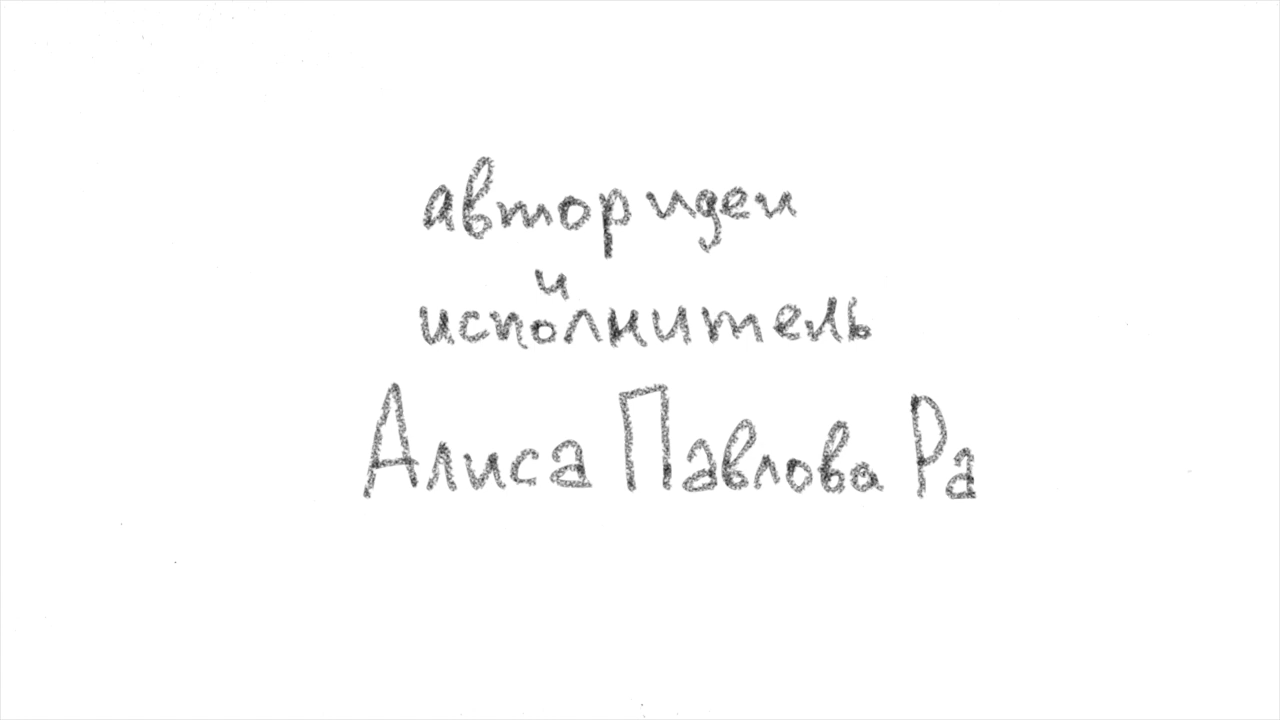 автор идеи
и
исполнитель
Алиса Павлова Ра